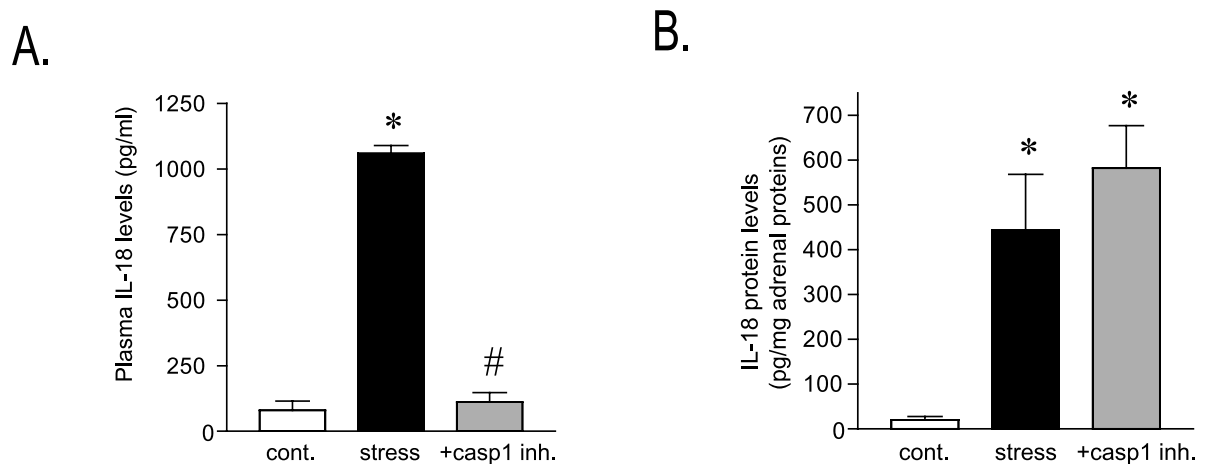 A.
Plasma IL-18 levels (pg/ml)
1250
1000
750
500
250
0
*
#
cont.
stress
+casp1 inh.
B.
IL-18 protein levels
(pg/mg adrenal proteins)
700
600
500
400
300
200
100
0
*
*
cont.
stress
+casp1 inh.